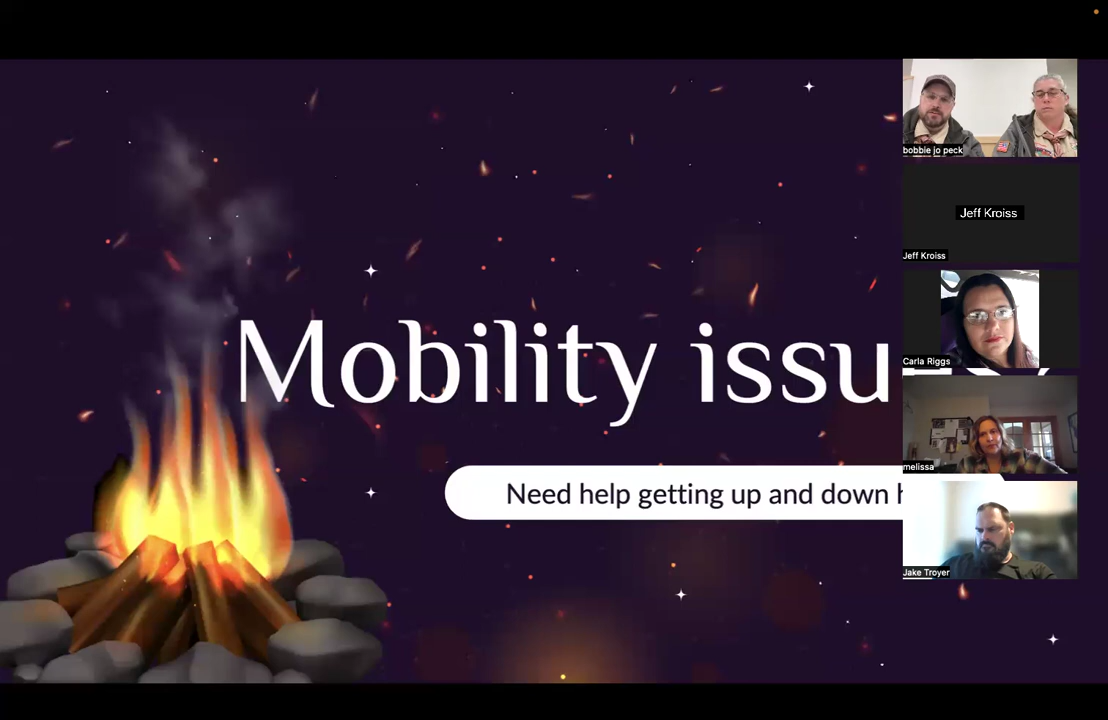 Mobility issu
Need help getting up and down h
bobbie jo peck
Jeff Kroiss
Jeff Kroiss
Carla Riggs
melissa
Jake Troyer